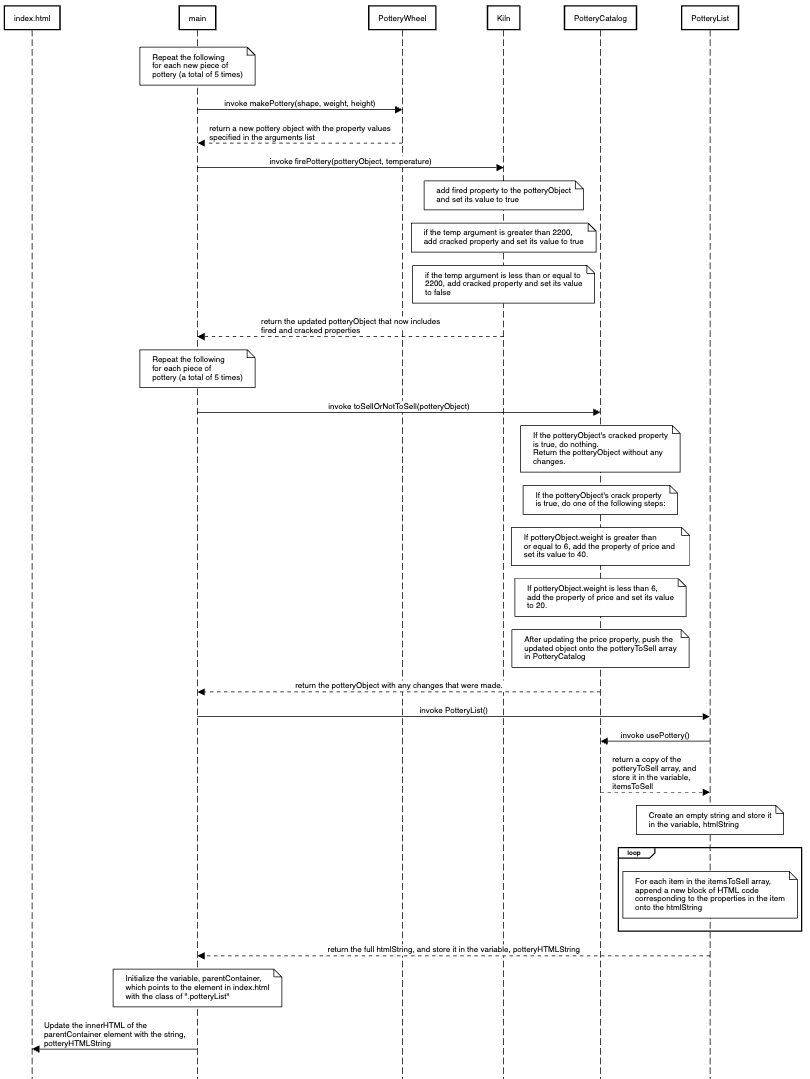 index.html
main
PotteryWheel
Kiln
PotteryCatalog
PotteryList
Repeat the following
for each new piece of
pottery (a total of 5 times)
invoke makePottery(shape, weight, height)
return a new pottery object with the property values
specified in the arguments list
invoke firePottery(potteryObject, temperature)
add fired property to the potteryObject
and set its value to true
if the temp argument is greater than 2200,
add cracked property and set its value to true
if the temp argument is less than or equal to
2200, add cracked property and set its value
to false
return the updated potteryObject that now includes
fired and cracked properties
Repeat the following
for each piece of
pottery (a total of 5 times)
invoke toSellOrNotToSell(potteryObject)
If the potteryObject's cracked property
is true, do nothing.
Return the potteryObject without any
changes.
If the potteryObject's crack property
is true, do one of the following steps:
If potteryObject.weight is greater than
or equal to 6, add the property of price and
set its value to 40.
If potteryObject.weight is less than 6,
add the property of price and set its value
to 20.
After updating the price property, push the
updated object onto the potteryToSell array
in PotteryCatalog
return the potteryObject with any changes that were made.
invoke PotteryList()
invoke usePottery()
return a copy of the
potteryToSell array, and
store it in the variable,
itemsToSell
Create an empty string and store it
in the variable, htmlString
loop
For each item in the itemsToSell array,
append a new block of HTML code
corresponding to the properties in the item
onto the htmlString
return the full htmlString, and store it in the variable, potteryHTMLString
Initialize the variable, parentContainer,
which points to the element in index.html
with the class of ".potteryList"
Update the innerHTML of the
parentContainer element with the string,
potteryHTMLString